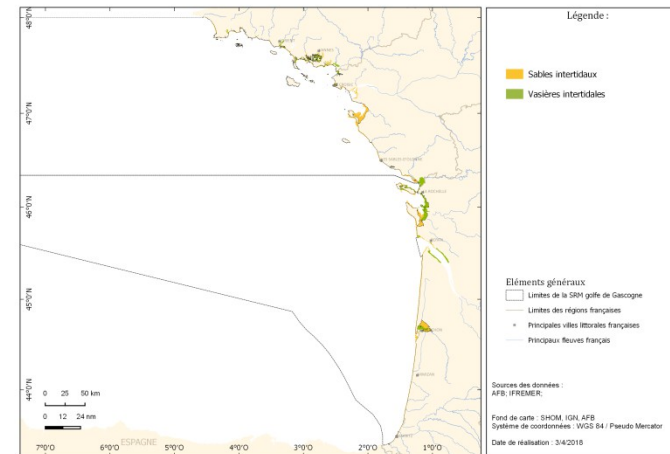 48°0'N
47°0'N
46°0'N
45°0'N
44°0'N
0 25 50 km
0 12 24 nm
ESPAGNE
7°0'O 6°0'O 5°0'O 4°0'O 3°0'O 2°0'O 1°0'O 0°0'
Légende :
Sables intertidaux
Vasières intertidales
Eléments généraux
Limites de la SRM golfe de Gascogne
Limites des régions françaises
Principales villes littorales françaises
Principaux fleuves français
Sources des données :
AFB; IFREMER;
Fond de carte : SHOM, IGN, AFB
Système de coordonnées : WGS 84 / Pseudo Mercator
Date de réalisation : 3/4/2018